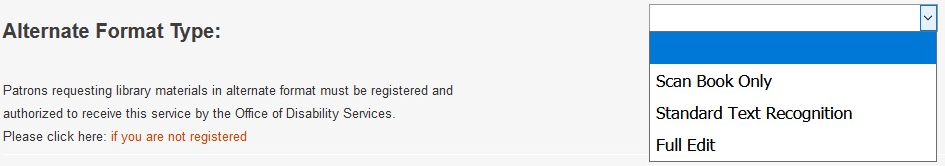 Alternate Format Type:
Patrons requesting library materials in alternate format must be registered and
authorized to receive this service by the Office of Disability Services.
Please click here: if you are not registered
Scan Book Only
Standard Text Recognition
Full Edit